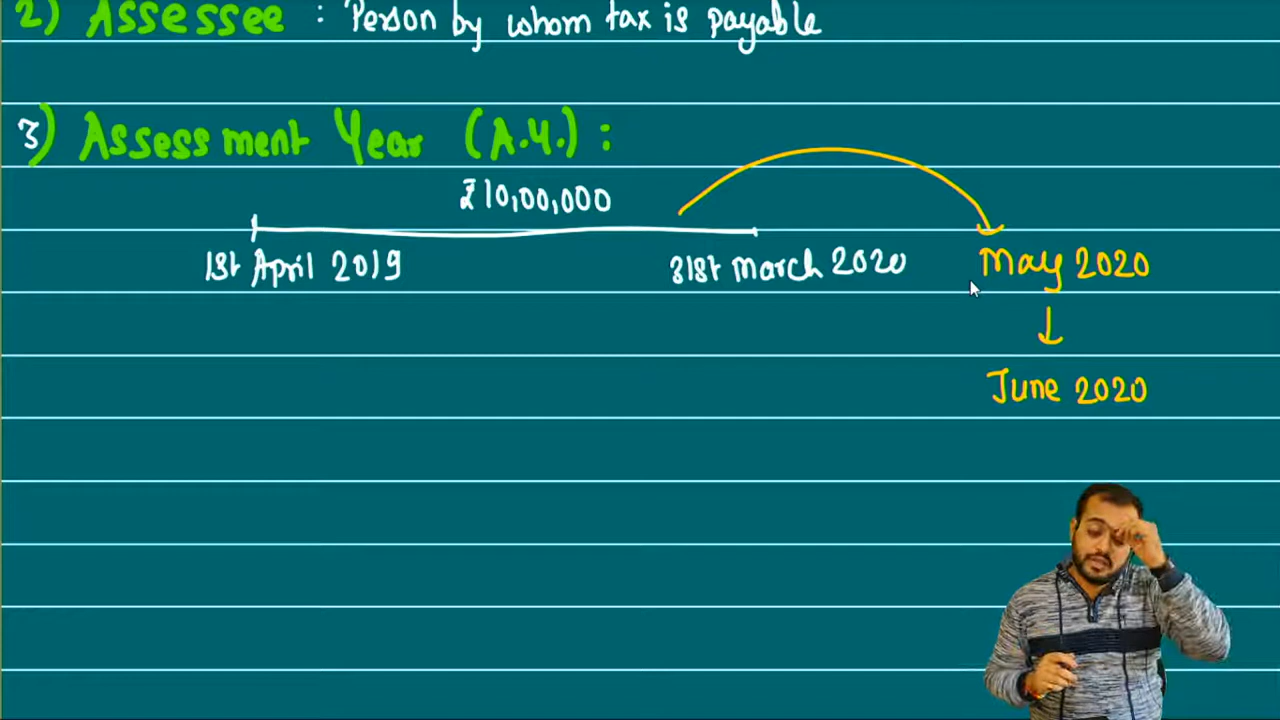 2) Assessee : Person by whom tax is payable
3) Assessment Year (A.Y.) :
₹10,00,000
1st April 2019 31st March 2020 May 2020
↓
June 2020